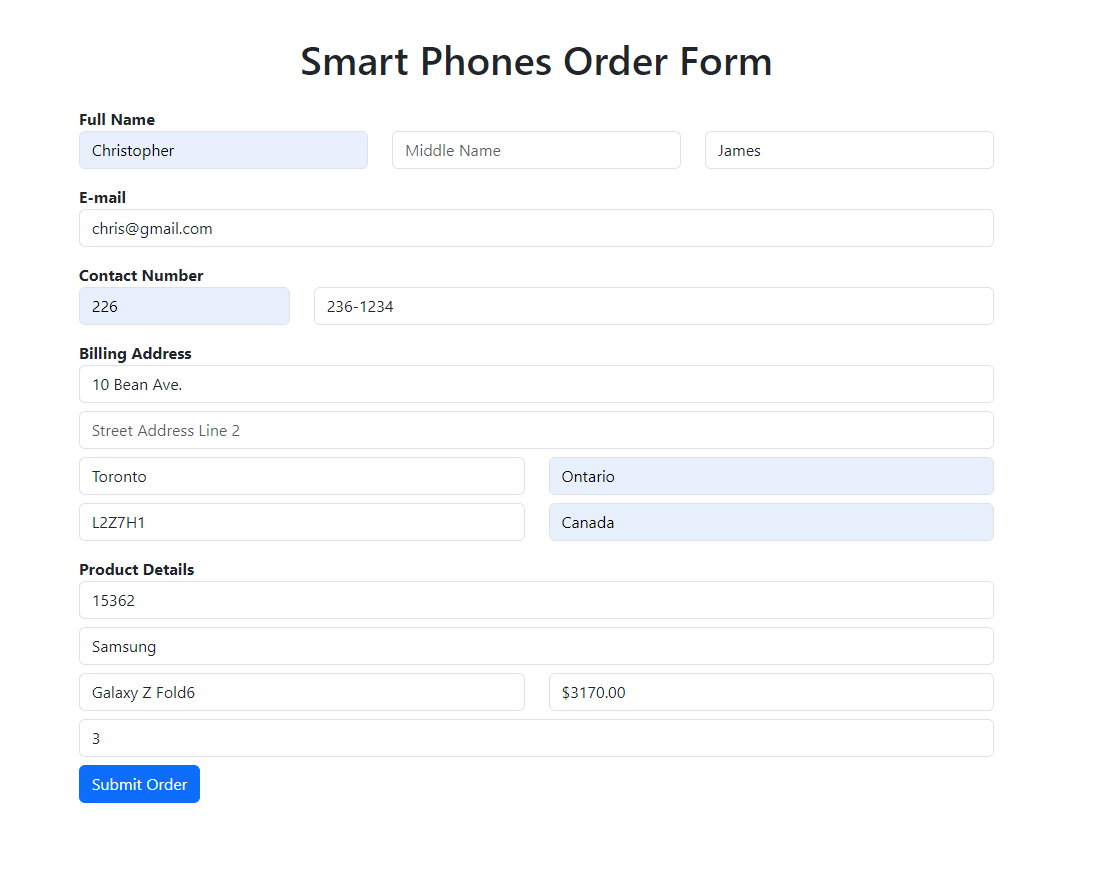 Smart Phones Order Form
Full Name
Christopher Middle Name James
E-mail
chris@gmail.com
Contact Number
226 236-1234
Billing Address
10 Bean Ave.
Street Address Line 2
Toronto Ontario
L2Z7H1 Canada
Product Details
15362
Samsung
Galaxy Z Fold6 $3170.00
3
Submit Order